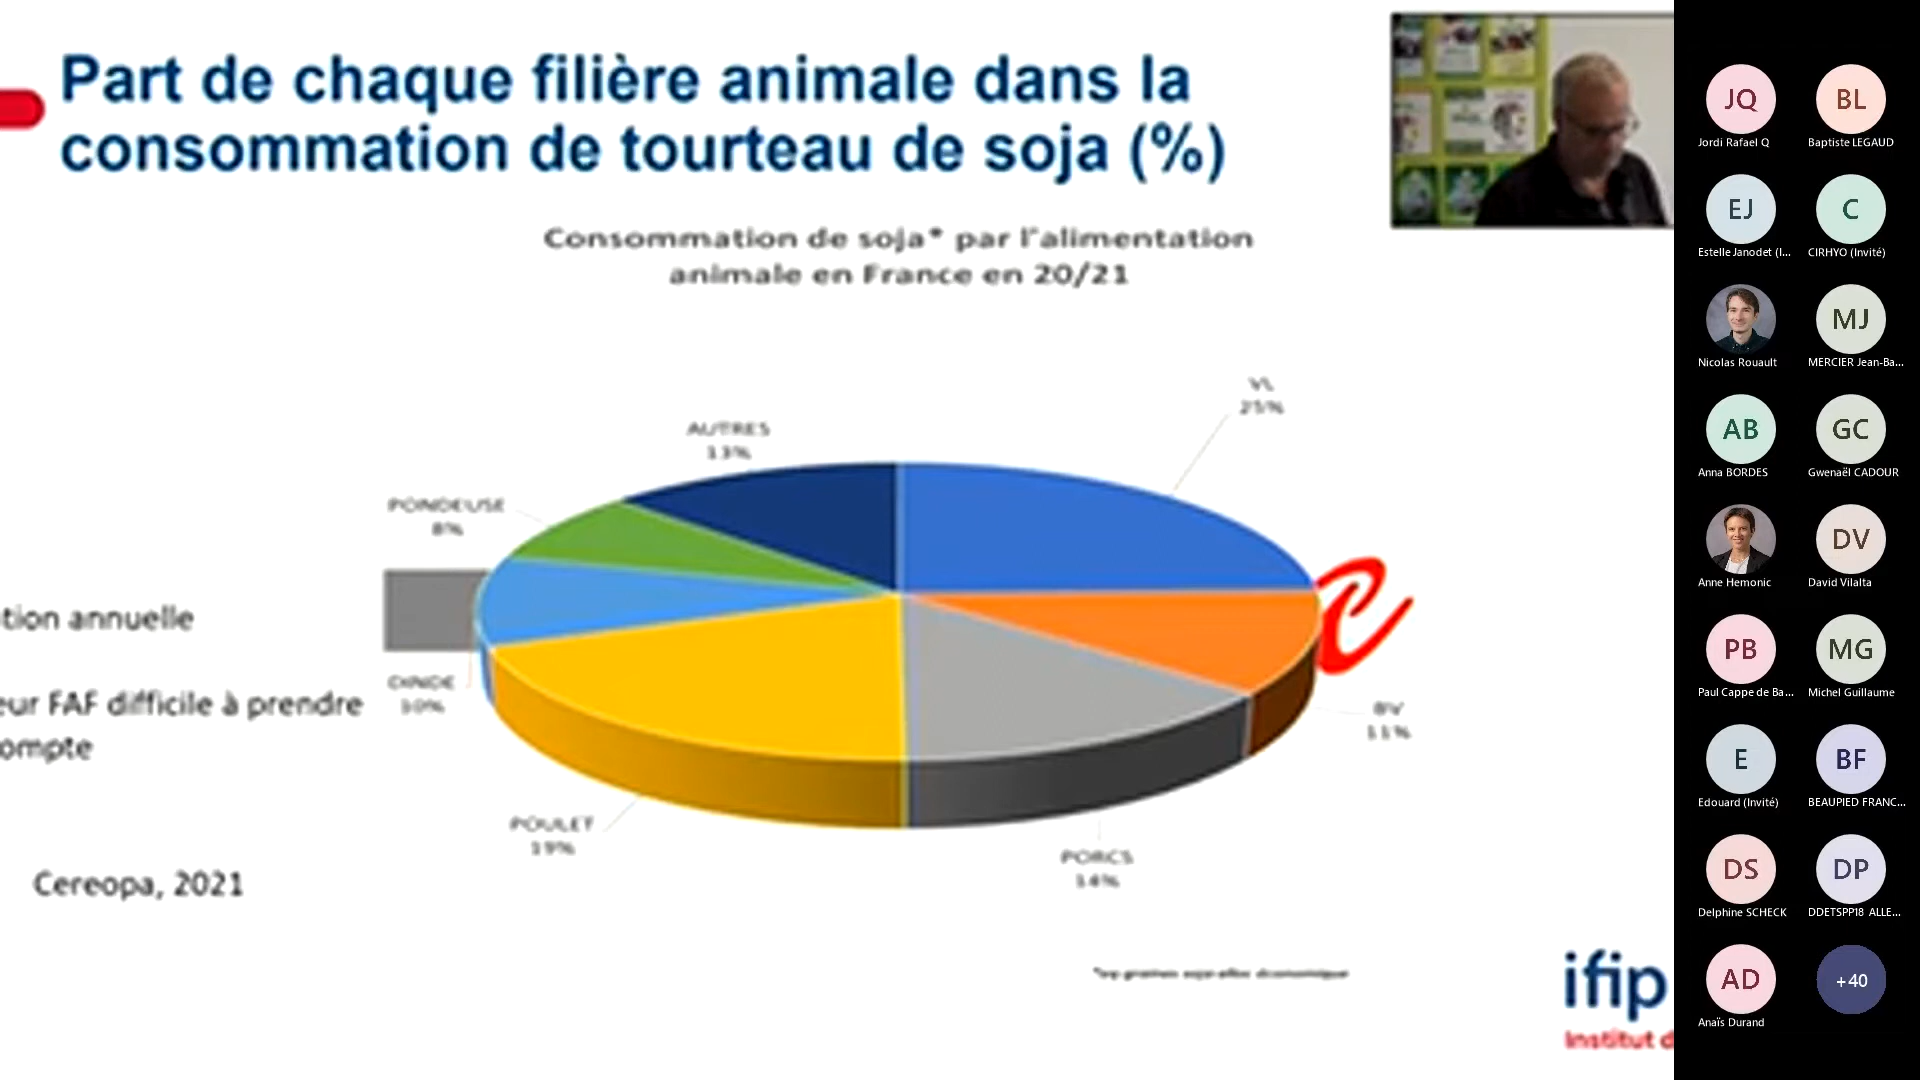 Part de chaque filière animale dans la
consommation de tourteau de soja (%)
Consommation de soja* par l'alimentation
animale en France en 20/21
VL
25%
AUTRES
13%
PONDEUSE
8%
DINDE
10%
POULET
19%
PORCS
14%
BV
11%
tion annuelle
eur FAF difficile à prendre
ompte
Cereopa, 2021
ifip
Institut d
JQ
Jordi Rafael Q
BL
Baptiste LEGAUD
EJ
Estelle Janodet (I...
C
CIRHYO (Invité)
Nicolas Rouault
MJ
MERCIER Jean-Ba...
AB
Anna BORDES
GC
Gwenaël CADOUR
Anne Hemonic
DV
David Vilalta
PB
Paul Cappe de Ba...
MG
Michel Guillaume
E
Edouard (Invité)
BF
BEAUPIED FRANC...
DS
Delphine SCHECK
DP
DDETSPP18 ALLE...
AD
Anaïs Durand
+40